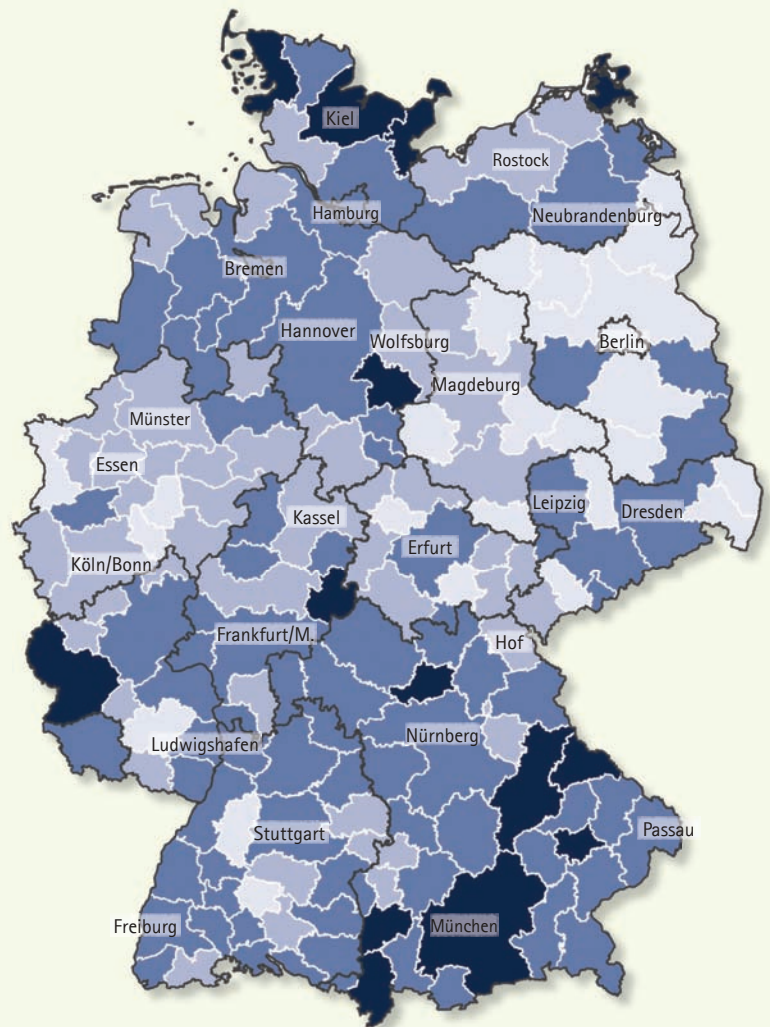 Kiel
Rostock
Hamburg
Neubrandenburg
Bremen
Hannover
Wolfsburg
Berlin
Magdeburg
Münster
Essen
Leipzig
Dresden
Kassel
Erfurt
Köln/Bonn
Frankfurt/M.
Hof
Nürnberg
Ludwigshafen
Stuttgart
Passau
Freiburg
München